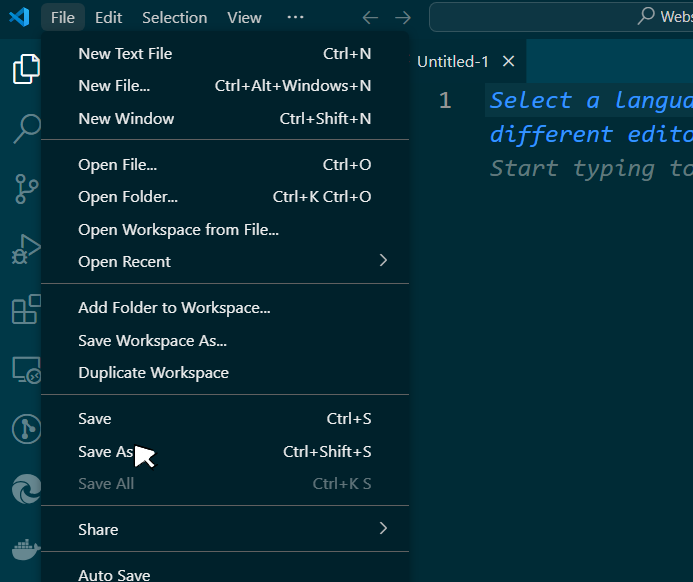 File Edit Selection View ... Webs
New Text File Ctrl+N
New File... Ctrl+Alt+Windows+N
New Window Ctrl+Shift+N
Open File... Ctrl+O
Open Folder... Ctrl+K Ctrl+O
Open Workspace from File...
Open Recent
Add Folder to Workspace...
Save Workspace As...
Duplicate Workspace
Save Ctrl+S
Save As Ctrl+Shift+S
Save All Ctrl+K S
Share
Auto Save
Untitled-1
1 Select a langua
different edito
Start typing to